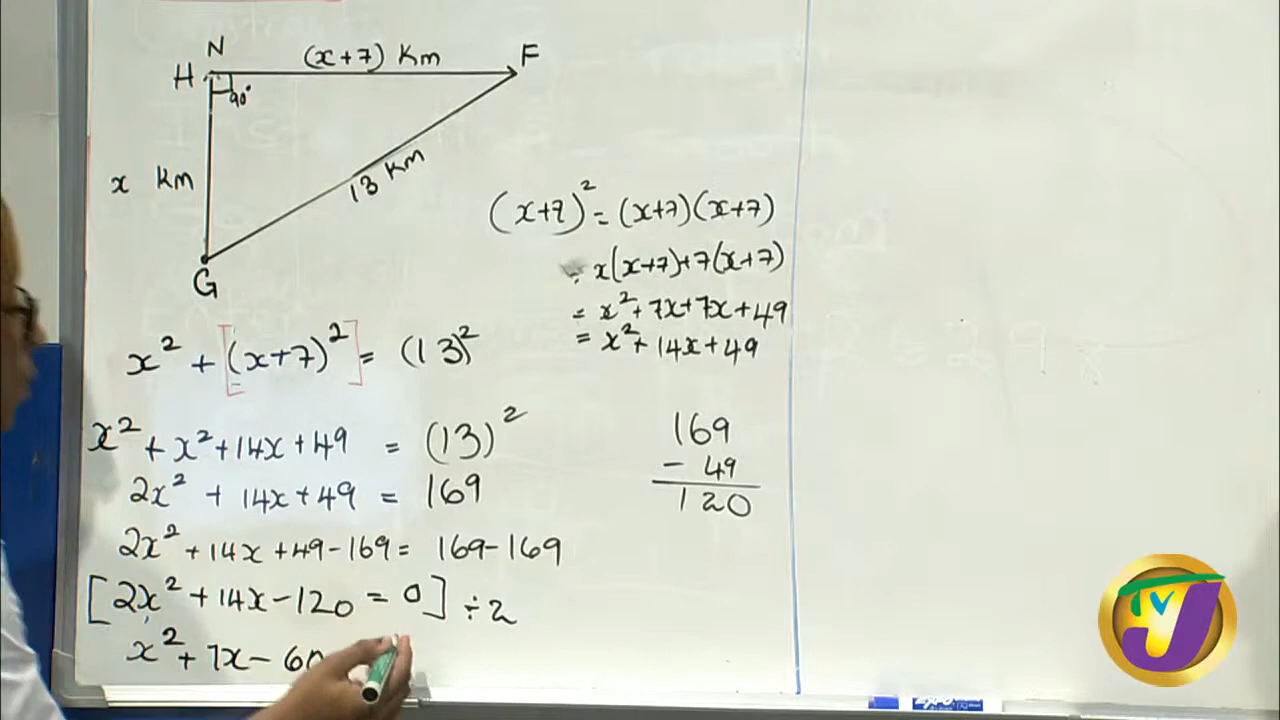 N
(x+7) Km
F
H
90°
x Km
13 Km
G
(x+7)² = (x+7)(x+7)
= x(x+7)+7(x+7)
= x²+7x+7x+49
= x²+14x+49
x² + [(x+7)²] = (13)²
x² + x²+14x+49 = (13)²
2x² + 14x+49 = 169
2x² + 14x+49-169 = 169-169
[2x² + 14x-120 = 0] ÷2
x² + 7x - 60
169
- 49
120
TVJ